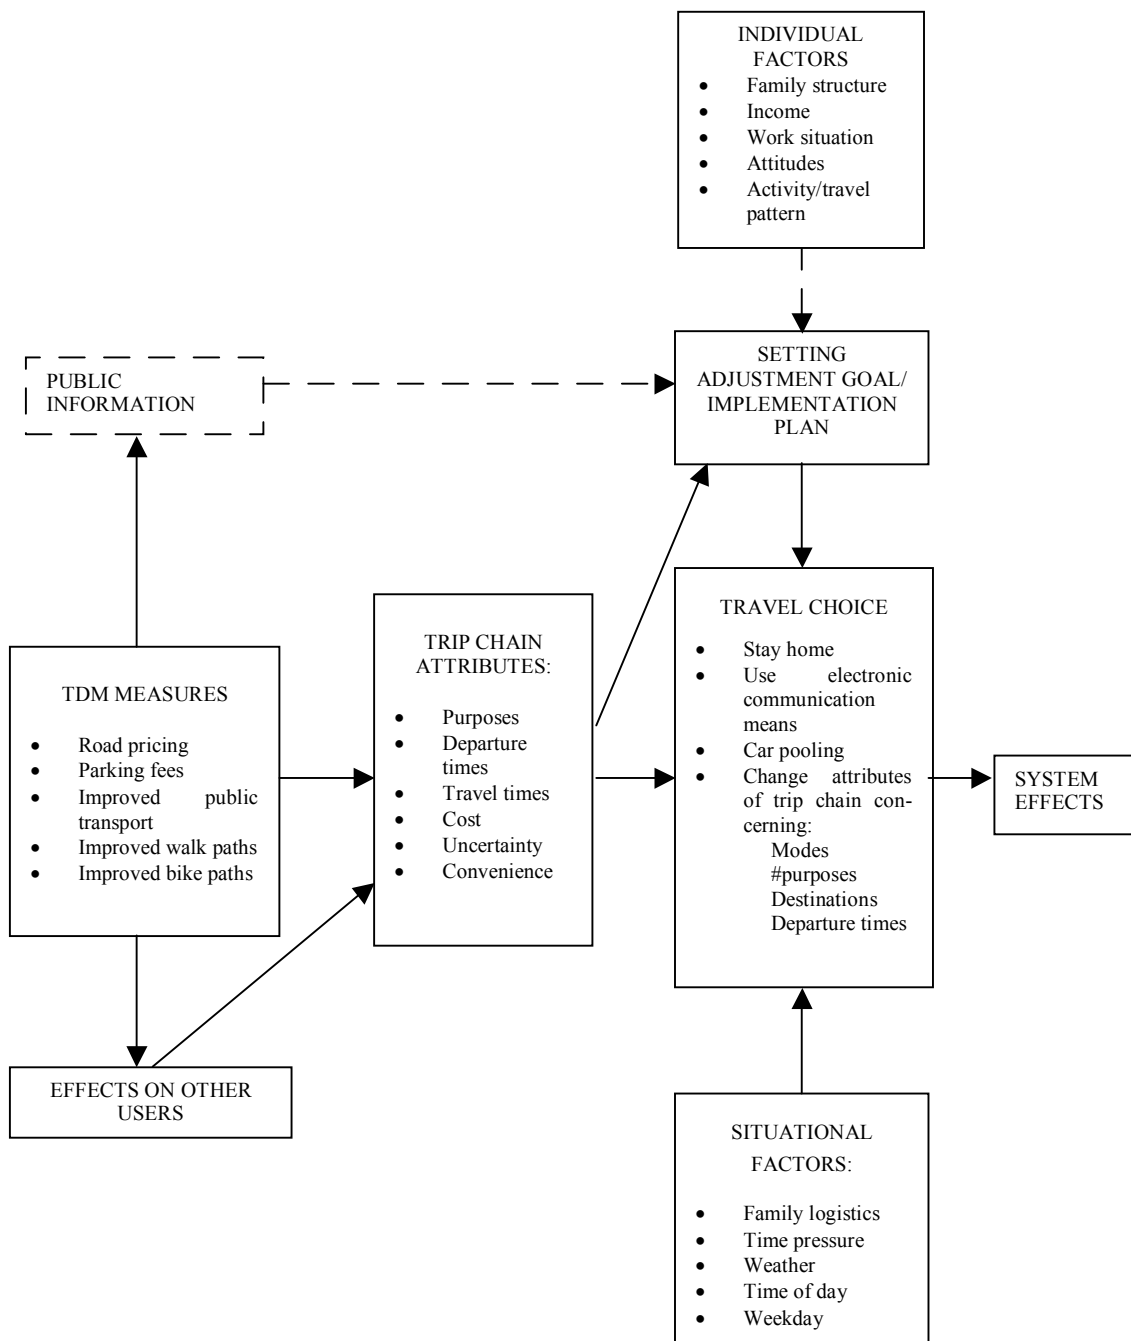 INDIVIDUAL
FACTORS
• Family structure
• Income
• Work situation
• Attitudes
• Activity/travel
pattern
PUBLIC
INFORMATION
SETTING
ADJUSTMENT GOAL/
IMPLEMENTATION
PLAN
TDM MEASURES
• Road pricing
• Parking fees
• Improved public
transport
• Improved walk paths
• Improved bike paths
TRIP CHAIN
ATTRIBUTES:
• Purposes
• Departure
times
• Travel times
• Cost
• Uncertainty
• Convenience
TRAVEL CHOICE
• Stay home
• Use electronic
communication
means
• Car pooling
• Change attributes
of trip chain con-
cerning:
Modes
#purposes
Destinations
Departure times
SYSTEM
EFFECTS
EFFECTS ON OTHER
USERS
SITUATIONAL
FACTORS:
• Family logistics
• Time pressure
• Weather
• Time of day
• Weekday